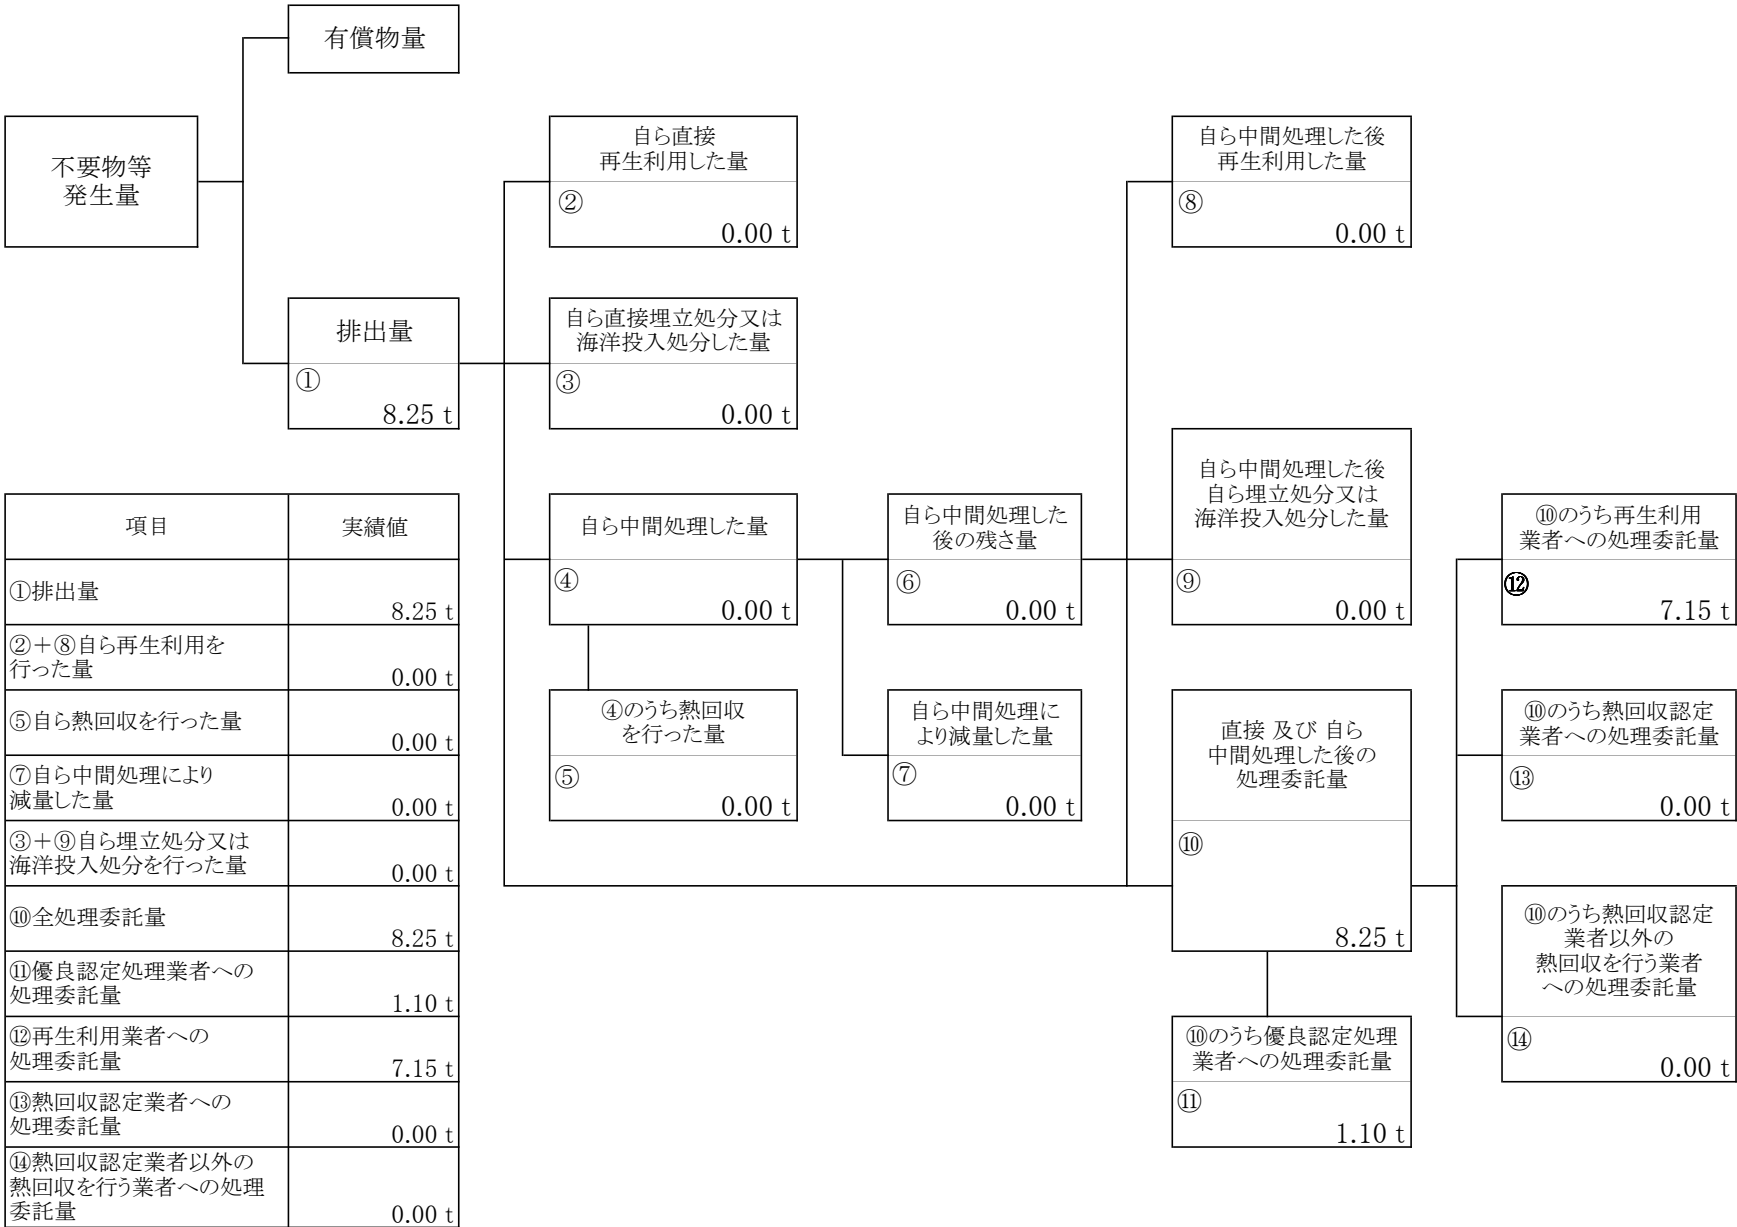 有償物量
不要物等
発生量
自ら直接
再生利用した量
②
0.00 t
自ら中間処理した後
再生利用した量
⑧
0.00 t
排出量
①
8.25 t
自ら直接埋立処分又は
海洋投入処分した量
③
0.00 t
自ら中間処理した量
④
0.00 t
自ら中間処理した
後の残さ量
⑥
0.00 t
自ら中間処理した後
自ら埋立処分又は
海洋投入処分した量
⑨
0.00 t
⑩のうち再生利用
業者への処理委託量
⑫
7.15 t
④のうち熱回収
を行った量
⑤
0.00 t
自ら中間処理に
より減量した量
⑦
0.00 t
直接 及び 自ら
中間処理した後の
処理委託量
⑩
8.25 t
⑩のうち熱回収認定
業者への処理委託量
⑬
0.00 t
⑩のうち熱回収認定
業者以外の
熱回収を行う業者
への処理委託量
⑭
0.00 t
⑩のうち優良認定処理
業者への処理委託量
⑪
1.10 t
項目 実績値
①排出量
8.25 t
②＋⑧自ら再生利用を
行った量
0.00 t
⑤自ら熱回収を行った量
0.00 t
⑦自ら中間処理により
減量した量
0.00 t
③＋⑨自ら埋立処分又は
海洋投入処分を行った量
0.00 t
⑩全処理委託量
8.25 t
⑪優良認定処理業者への
処理委託量
1.10 t
⑫再生利用業者への
処理委託量
7.15 t
⑬熱回収認定業者への
処理委託量
0.00 t
⑭熱回収認定業者以外の
熱回収を行う業者への処理
委託量
0.00 t